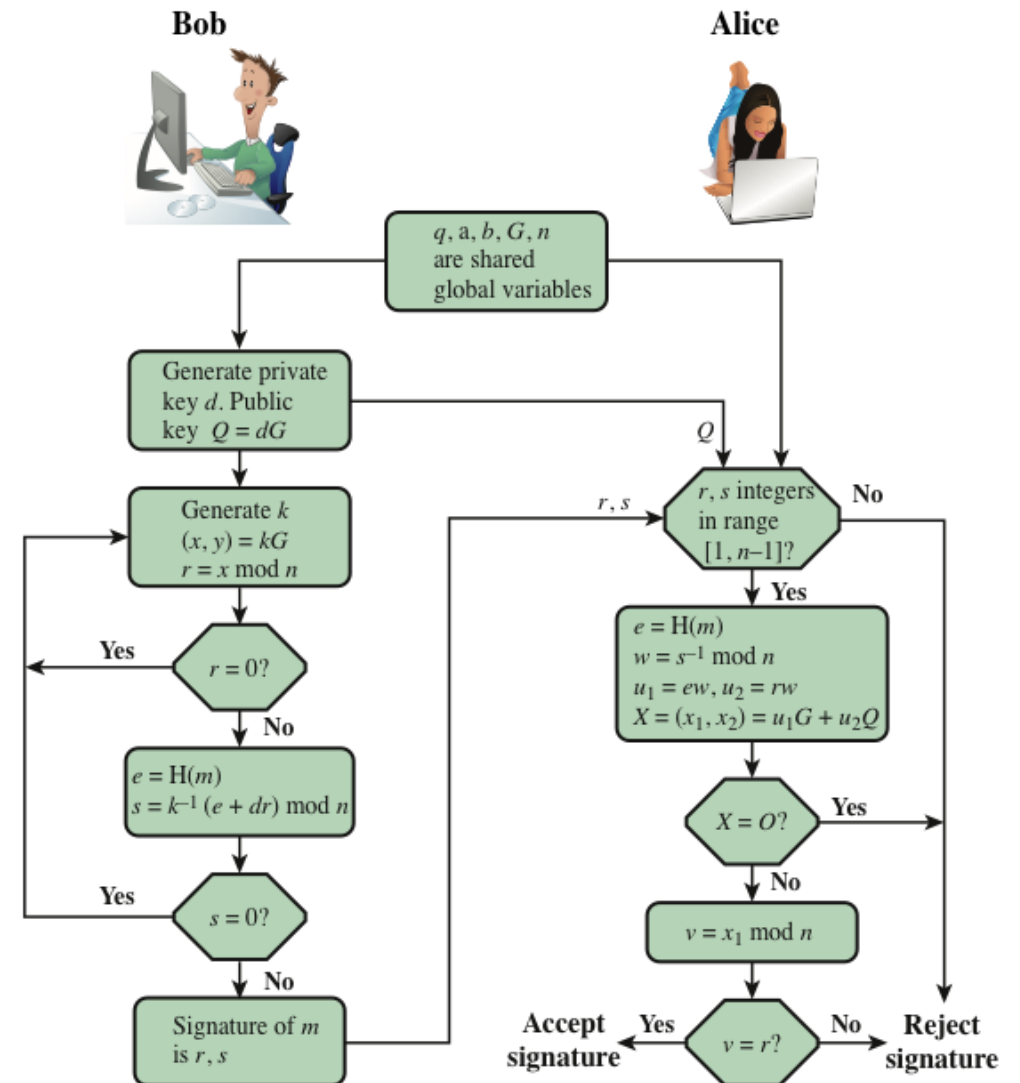 Bob
Alice
q, a, b, G, n
are shared
global variables
Generate private
key d. Public
key Q = dG
Q
Generate k
(x, y) = kG
r = x mod n
r, s
r, s integers
in range
[1, n–1]?
No
Yes
Yes
r = 0?
No
e = H(m)
w = s⁻¹ mod n
u₁ = ew, u₂ = rw
X = (x₁, x₂) = u₁G + u₂Q
e = H(m)
s = k⁻¹ (e + dr) mod n
X = O?
Yes
No
Yes
s = 0?
No
v = x₁ mod n
Signature of m
is r, s
Accept
signature
Yes
v = r?
No
Reject
signature